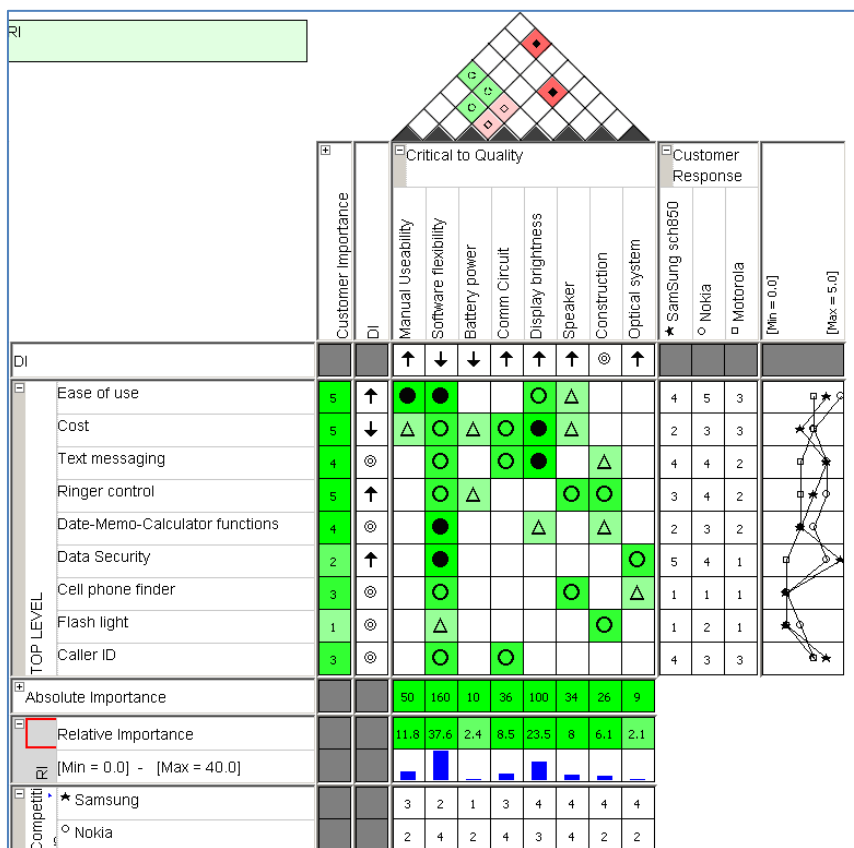 RI
Critical to Quality
Customer
Response
Customer Importance
DI
Manual Useability
Software flexibility
Battery power
Comm Circuit
Display brightness
Speaker
Construction
Optical system
SamSung sch850
Nokia
Motorola
[Min = 0.0]
[Max = 5.0]
DI
TOP LEVEL
Ease of use 5 4 5 3
Cost 5 2 3 3
Text messaging 4 4 4 2
Ringer control 5 3 4 2
Date-Memo-Calculator functions 4 2 3 2
Data Security 2 5 4 1
Cell phone finder 3 1 1 1
Flash light 1 1 2 1
Caller ID 3 4 3 3
Absolute Importance 50 160 10 36 100 34 26 9
Relative Importance 11.8 37.6 2.4 8.5 23.5 8 6.1 2.1
RI [Min = 0.0] - [Max = 40.0]
Competiti
Samsung 3 2 1 3 4 4 4 4
Nokia 2 4 2 4 3 4 2 2